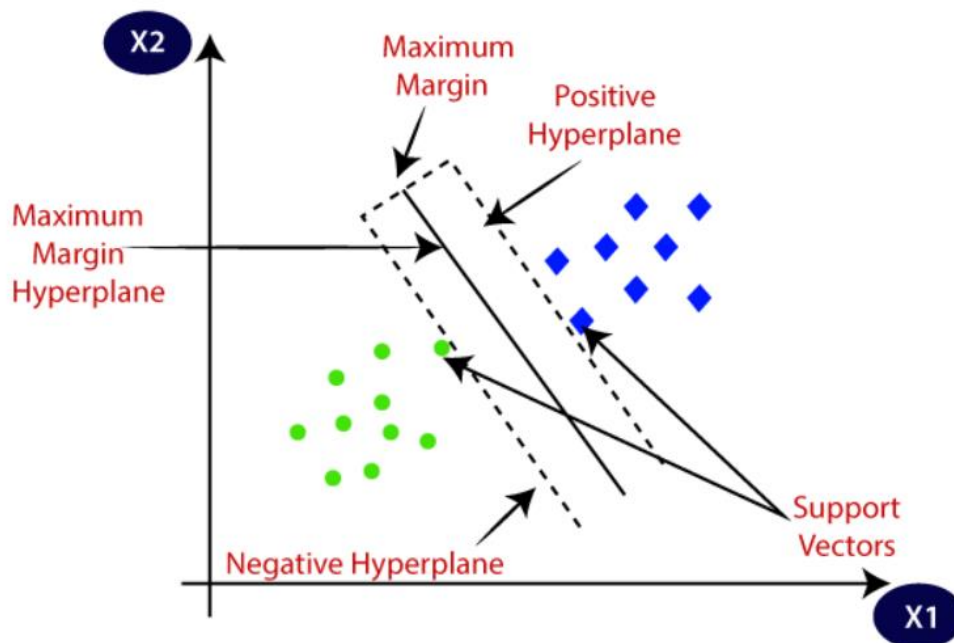 X2
Maximum
Margin
Positive
Hyperplane
Maximum
Margin
Hyperplane
Support
Vectors
Negative Hyperplane
X1